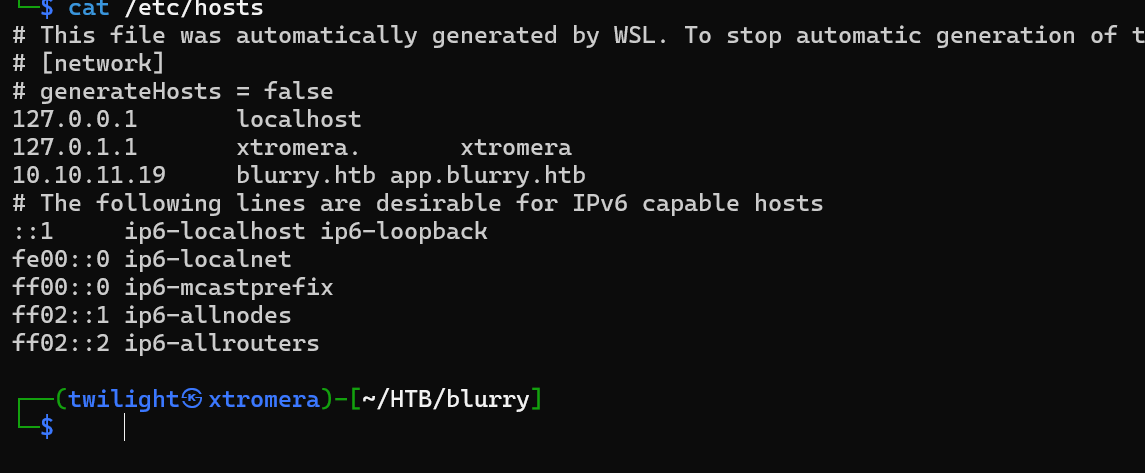 └─$ cat /etc/hosts
# This file was automatically generated by WSL. To stop automatic generation of t
# [network]
# generateHosts = false
127.0.0.1       localhost
127.0.1.1       xtromera.       xtromera
10.10.11.19     blurry.htb app.blurry.htb
# The following lines are desirable for IPv6 capable hosts
::1     ip6-localhost ip6-loopback
fe00::0 ip6-localnet
ff00::0 ip6-mcastprefix
ff02::1 ip6-allnodes
ff02::2 ip6-allrouters
┌──(twilight㉿xtromera)-[~/HTB/blurry]
└─$